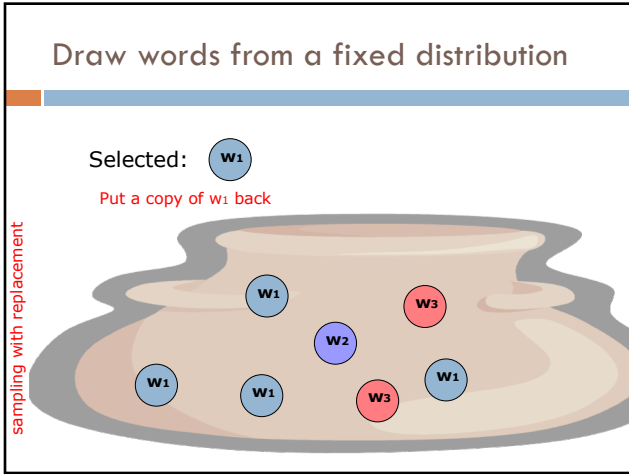 Draw words from a fixed distribution
Selected: w1
Put a copy of w1 back
sampling with replacement
w1
w3
w2
w1
w1
w3
w1